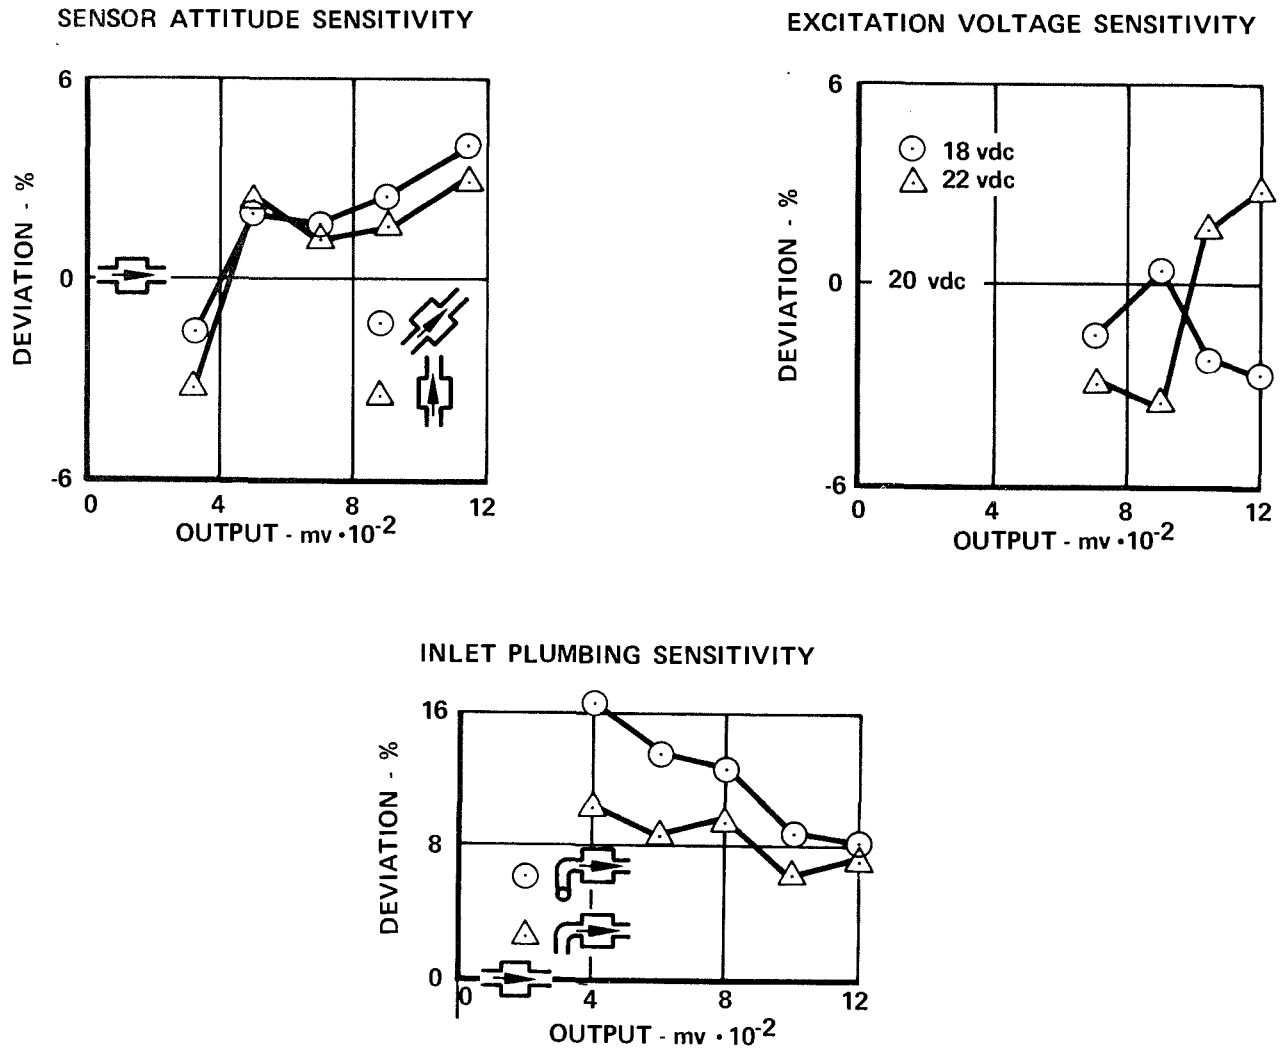 SENSOR ATTITUDE SENSITIVITY
6
0
-6
DEVIATION - %
0 4 8 12
OUTPUT - mv · 10-2
EXCITATION VOLTAGE SENSITIVITY
6
0
-6
DEVIATION - %
18 vdc
22 vdc
20 vdc
0 4 8 12
OUTPUT - mv · 10-2
INLET PLUMBING SENSITIVITY
16
8
0
DEVIATION - %
0 4 8 12
OUTPUT - mv · 10-2